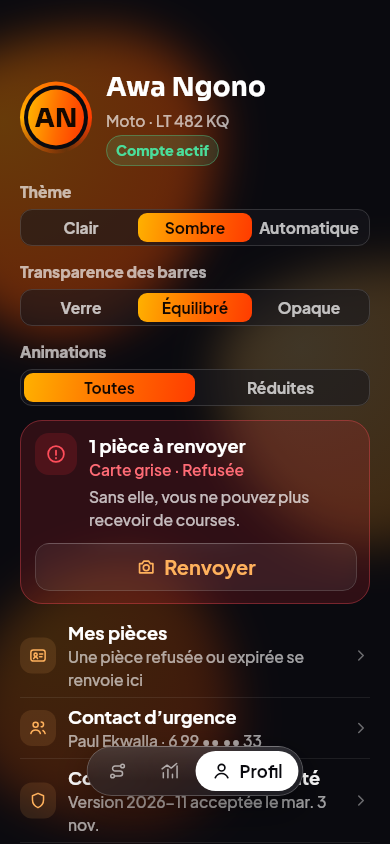 AN
Awa Ngono
Moto · LT 482 KQ
Compte actif
Thème
Clair Sombre Automatique
Transparence des barres
Verre Équilibré Opaque
Animations
Toutes Réduites
1 pièce à renvoyer
Carte grise · Refusée
Sans elle, vous ne pouvez plus
recevoir de courses.
Renvoyer
Mes pièces
Une pièce refusée ou expirée se
renvoie ici
Contact d’urgence
Paul Ekwalla · 6 99 •• •• 33
Profil
Version 2026-11 acceptée le mar. 3
nov.